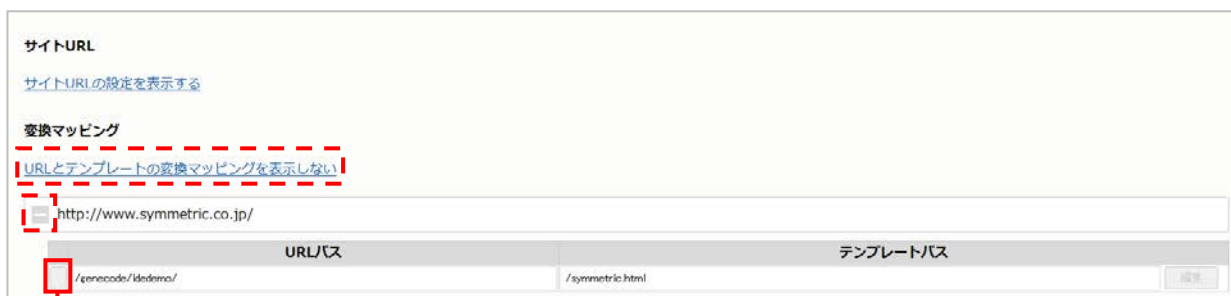 サイトURL
サイトURLの設定を表示する
変換マッピング
URLとテンプレートの変換マッピングを表示しない
http://www.symmetric.co.jp/
URLパス テンプレートパス
/genecode/idedemo/ /symmetric.html 編集